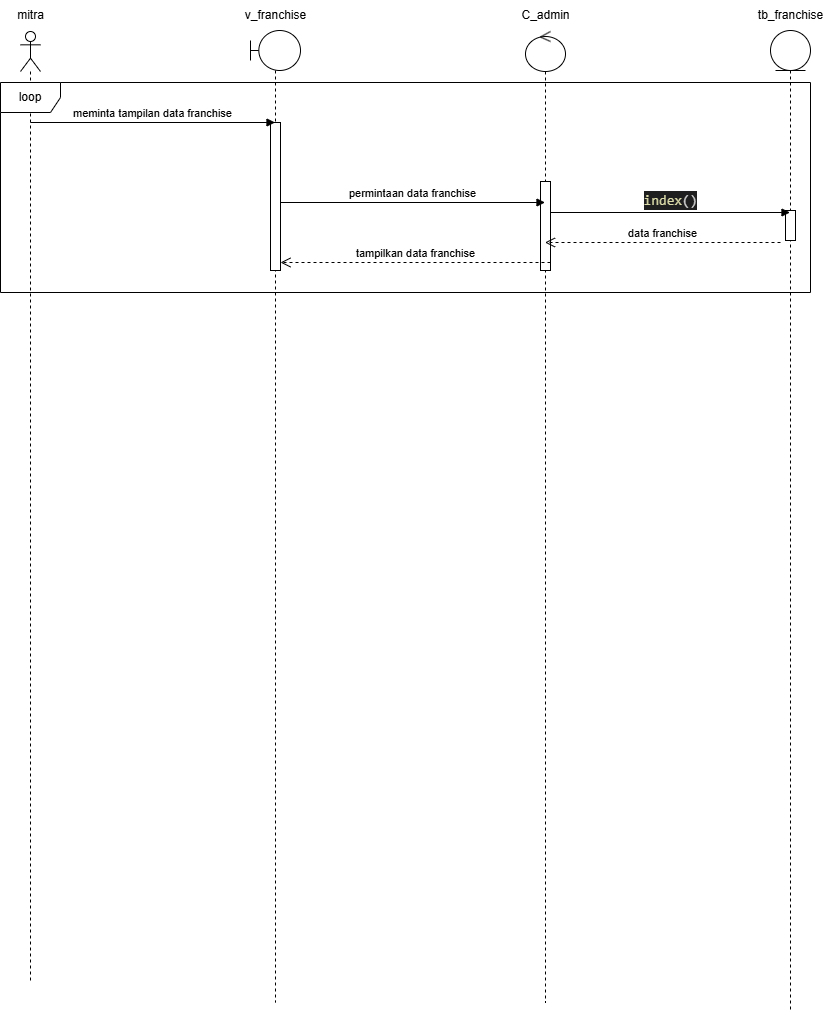 mitra
v_franchise
C_admin
tb_franchise
loop
meminta tampilan data franchise
permintaan data franchise
index()
data franchise
tampilkan data franchise